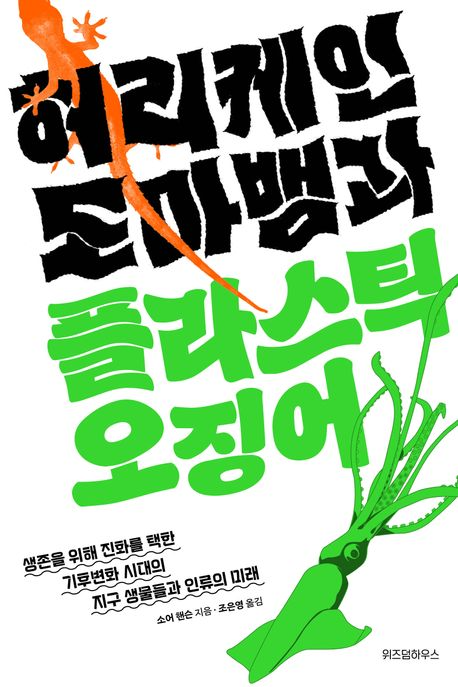 허리케인
도마뱀과
플라스틱
오징어
생존을 위해 진화를 택한
기후변화 시대의
지구 생물들과 인류의 미래
소어 핸슨 지음 · 조은영 옮김
위즈덤하우스